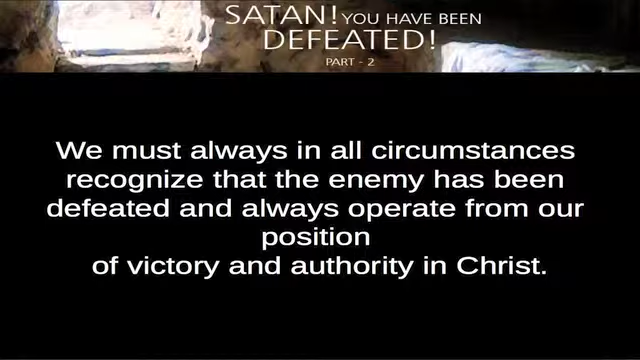 SATAN! YOU HAVE BEEN
DEFEATED!
PART - 2
We must always in all circumstances
recognize that the enemy has been
defeated and always operate from our
position
of victory and authority in Christ.